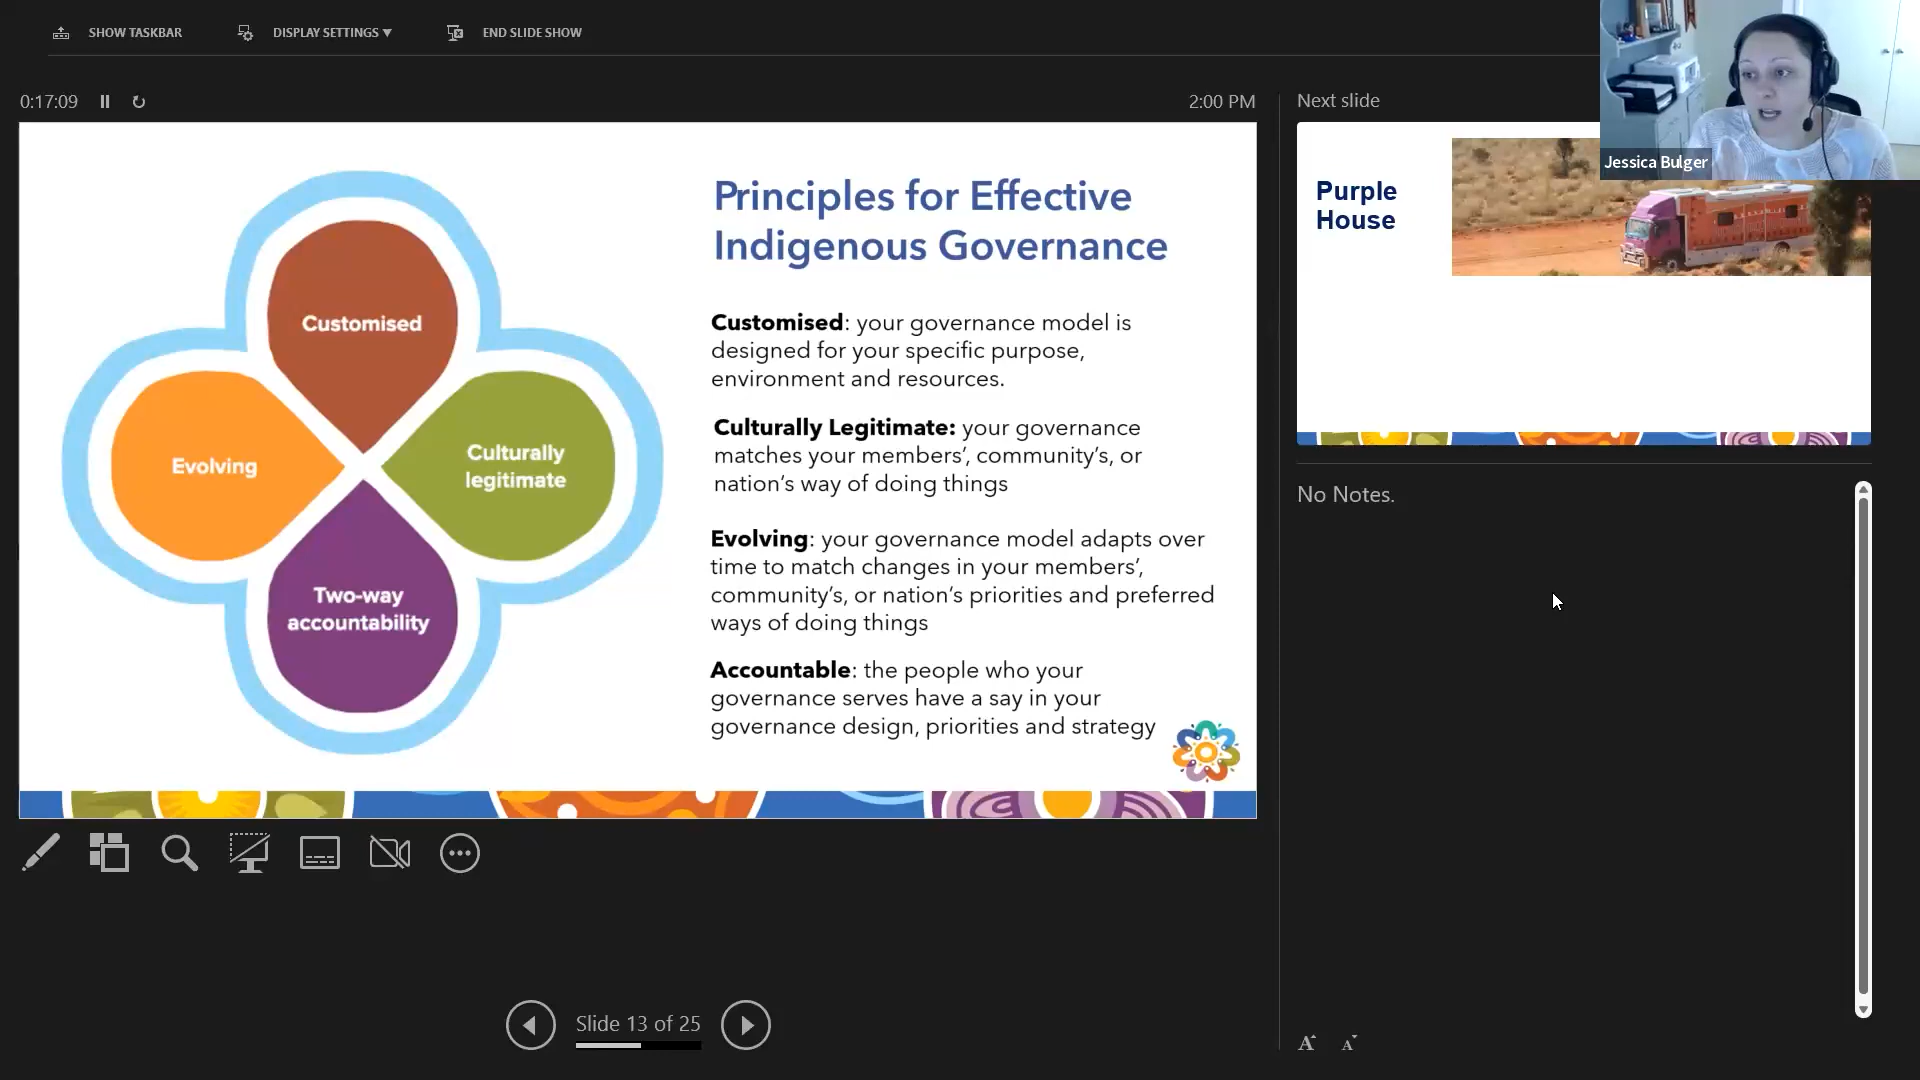 SHOW TASKBAR
DISPLAY SETTINGS ▼
END SLIDE SHOW
0:17:09
2:00 PM
Next slide
Jessica Bulger
Customised
Evolving
Culturally
legitimate
Two-way
accountability
Principles for Effective
Indigenous Governance
Customised: your governance model is
designed for your specific purpose,
environment and resources.
Culturally Legitimate: your governance
matches your members’, community’s, or
nation’s way of doing things
Evolving: your governance model adapts over
time to match changes in your members’,
community’s, or nation’s priorities and preferred
ways of doing things
Accountable: the people who your
governance serves have a say in your
governance design, priorities and strategy
Purple
House
No Notes.
Slide 13 of 25
A A